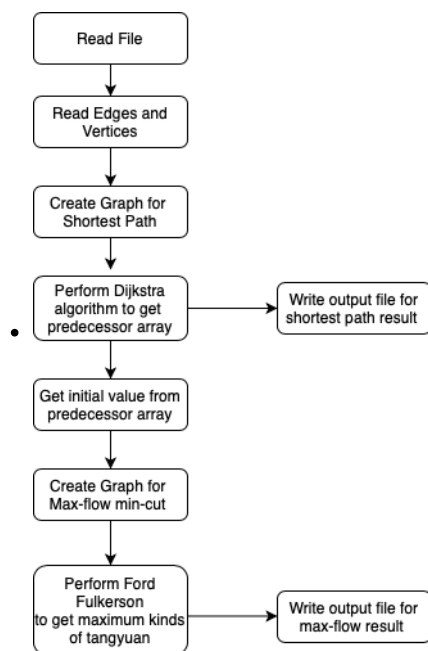 Read File
Read Edges and
Vertices
Create Graph for
Shortest Path
Perform Dijkstra
algorithm to get
predecessor array
Write output file for
shortest path result
Get initial value from
predecessor array
Create Graph for
Max-flow min-cut
Perform Ford
Fulkerson
to get maximum kinds
of tangyuan
Write output file for
max-flow result